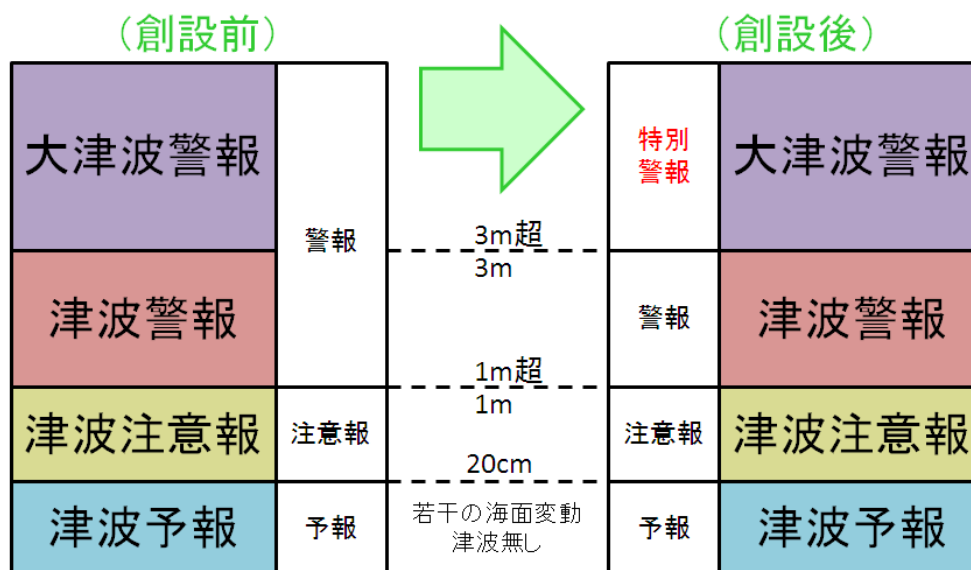 （創設前）
（創設後）
大津波警報
警報
3m超
3m
特別
警報
大津波警報
津波警報
1m超
1m
警報
津波警報
津波注意報
注意報
20cm
注意報
津波注意報
津波予報
予報
若干の海面変動
津波無し
予報
津波予報